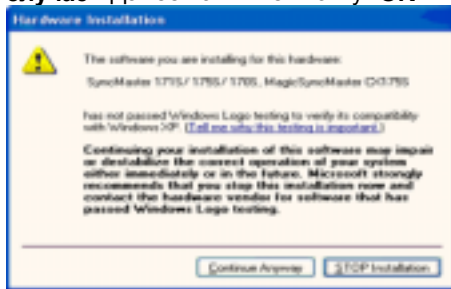 Hardware Installation
The software you are installing for this hardware:
SyncMaster 171S/ 179S/ 170S, MagicSyncMaster CX179S
has not passed Windows Logo testing to verify its compatibility
with Windows XP. (Tell me why this testing is important.)
Continuing your installation of this software may impair
or destabilize the correct operation of your system
either immediately or in the future. Microsoft strongly
recommends that you stop this installation now and
contact the hardware vendor for software that has
passed Windows Logo testing.
Continue Anyway
STOP Installation